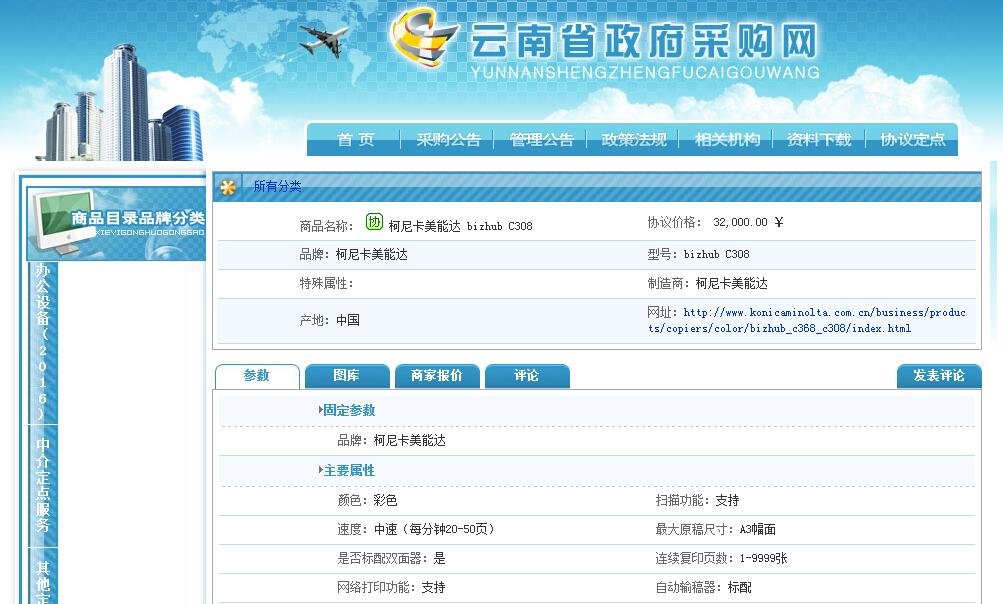 云南省政府采购网
YUNNANSHENGZHENGFUCAIGOUWANG
首 页 采购公告 管理公告 政策法规 相关机构 资料下载 协议定点
商品目录品牌分类
XIEYIGONGHUOGONGGAO
办公设备(2016)
中介定点服务
其他定
所有分类
商品名称： 协 柯尼卡美能达 bizhub C308 协议价格： 32,000.00 ￥
品牌：柯尼卡美能达 型号：bizhub C308
特殊属性： 制造商：柯尼卡美能达
产地：中国 网址：http://www.konicaminolta.com.cn/business/produc
ts/copiers/color/bizhub_c368_c308/index.html
参数 图库 商家报价 评论 发表评论
固定参数
品牌：柯尼卡美能达
主要属性
颜色：彩色 扫描功能：支持
速度：中速（每分钟20-50页） 最大原稿尺寸：A3幅面
是否标配双面器：是 连续复印页数：1-9999张
网络打印功能：支持 自动输稿器：标配